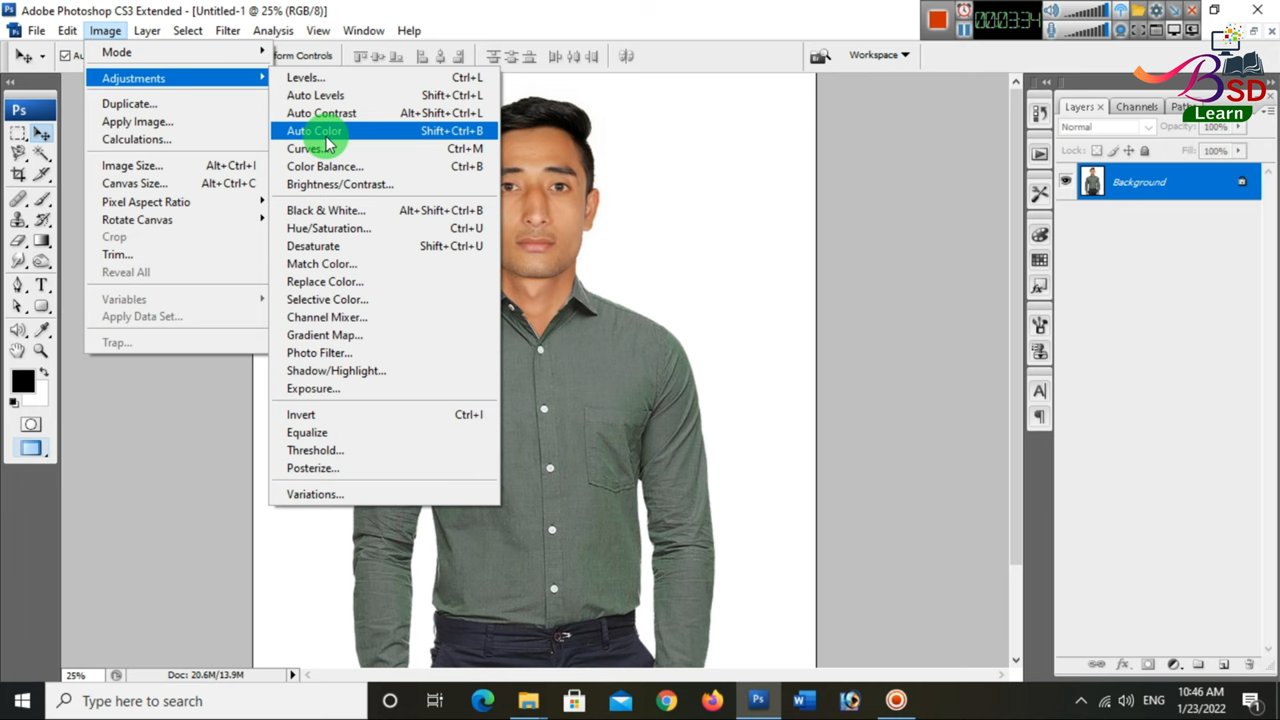 Adobe Photoshop CS3 Extended - [Untitled-1 @ 25% (RGB/8)]
00:03:34
File Edit Image Layer Select Filter Analysis View Window Help
BSD
Learn
Mode
Adjustments
Duplicate...
Apply Image...
Calculations...
Image Size... Alt+Ctrl+I
Canvas Size... Alt+Ctrl+C
Pixel Aspect Ratio
Rotate Canvas
Crop
Trim...
Reveal All
Variables
Apply Data Set...
Trap...
Levels... Ctrl+L
Auto Levels Shift+Ctrl+L
Auto Contrast Alt+Shift+Ctrl+L
Auto Color Shift+Ctrl+B
Curves... Ctrl+M
Color Balance... Ctrl+B
Brightness/Contrast...
Black & White... Alt+Shift+Ctrl+B
Hue/Saturation... Ctrl+U
Desaturate Shift+Ctrl+U
Match Color...
Replace Color...
Selective Color...
Channel Mixer...
Gradient Map...
Photo Filter...
Shadow/Highlight...
Exposure...
Invert Ctrl+I
Equalize
Threshold...
Posterize...
Variations...
Controls
Workspace
Ps
Layers Channels
Normal Opacity: 100%
Lock: Fill: 100%
Background
25% Doc: 20.6M/13.9M
Type here to search
ENG
10:46 AM
1/23/2022